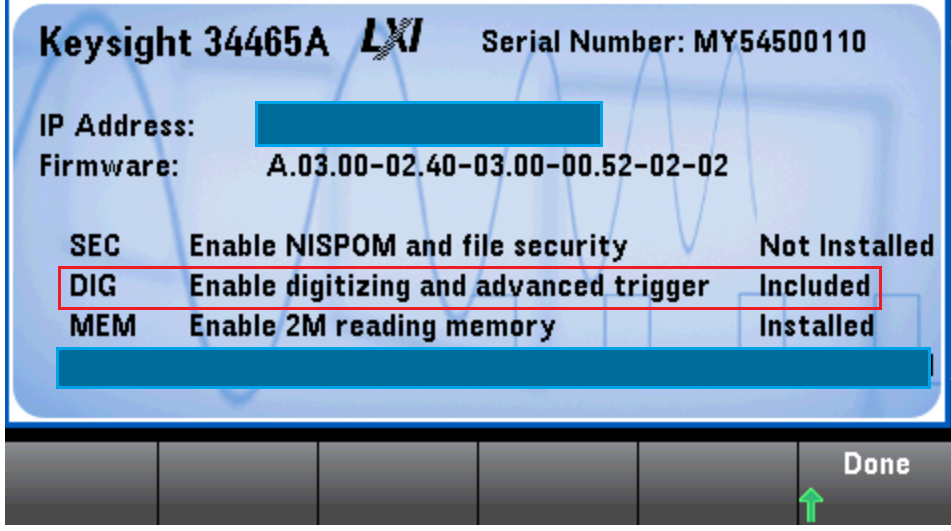 Keysight 34465A LXI Serial Number: MY54500110
IP Address:
Firmware: A.03.00-02.40-03.00-00.52-02-02
SEC Enable NISPOM and file security Not Installed
DIG Enable digitizing and advanced trigger Included
MEM Enable 2M reading memory Installed
Done